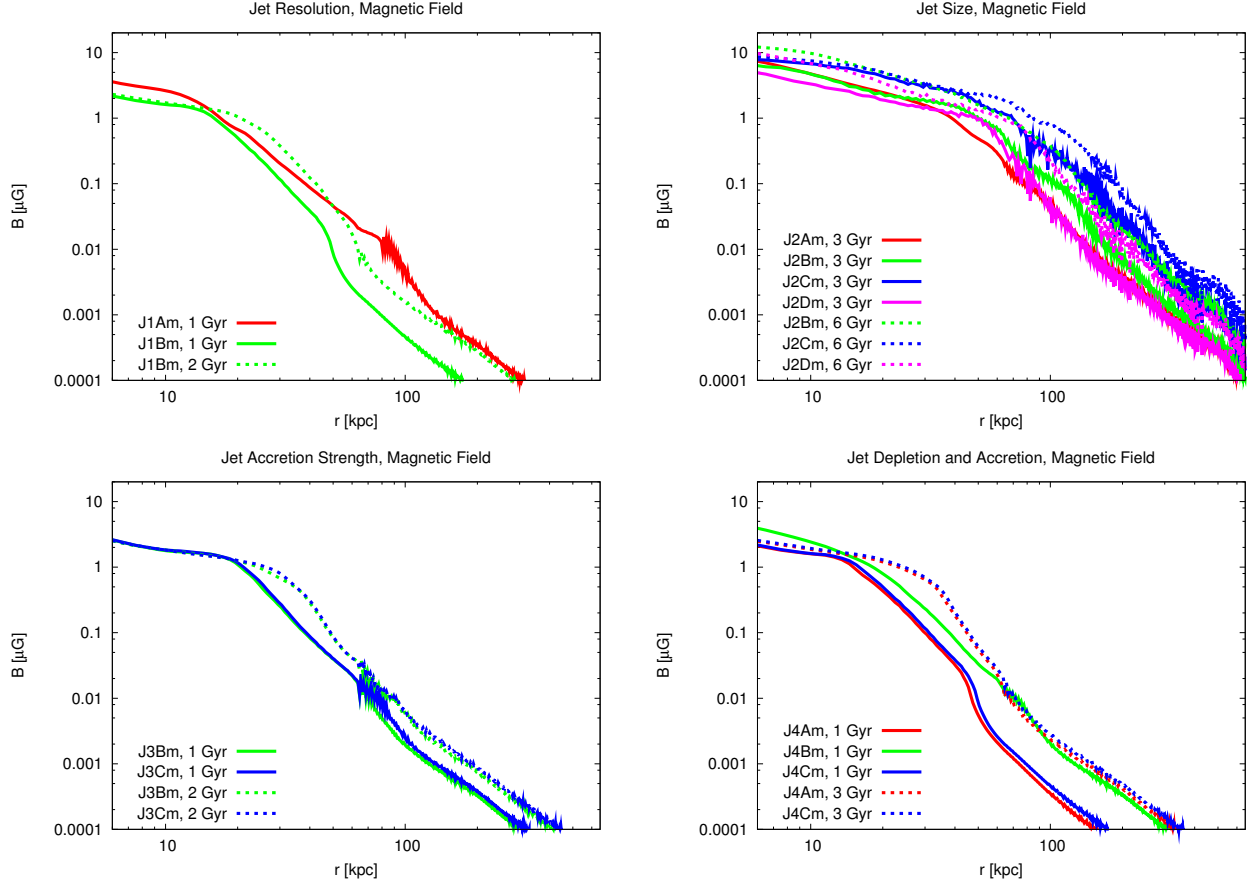 Jet Resolution, Magnetic Field
10
1
0.1
0.01
0.001
0.0001
B [μG]
J1Am, 1 Gyr
J1Bm, 1 Gyr
J1Bm, 2 Gyr
10
100
r [kpc]
Jet Size, Magnetic Field
10
1
0.1
0.01
0.001
0.0001
B [μG]
J2Am, 3 Gyr
J2Bm, 3 Gyr
J2Cm, 3 Gyr
J2Dm, 3 Gyr
J2Bm, 6 Gyr
J2Cm, 6 Gyr
J2Dm, 6 Gyr
10
100
r [kpc]
Jet Accretion Strength, Magnetic Field
10
1
0.1
0.01
0.001
0.0001
B [μG]
J3Bm, 1 Gyr
J3Cm, 1 Gyr
J3Bm, 2 Gyr
J3Cm, 2 Gyr
10
100
r [kpc]
Jet Depletion and Accretion, Magnetic Field
10
1
0.1
0.01
0.001
0.0001
B [μG]
J4Am, 1 Gyr
J4Bm, 1 Gyr
J4Cm, 1 Gyr
J4Am, 3 Gyr
J4Cm, 3 Gyr
10
100
r [kpc]